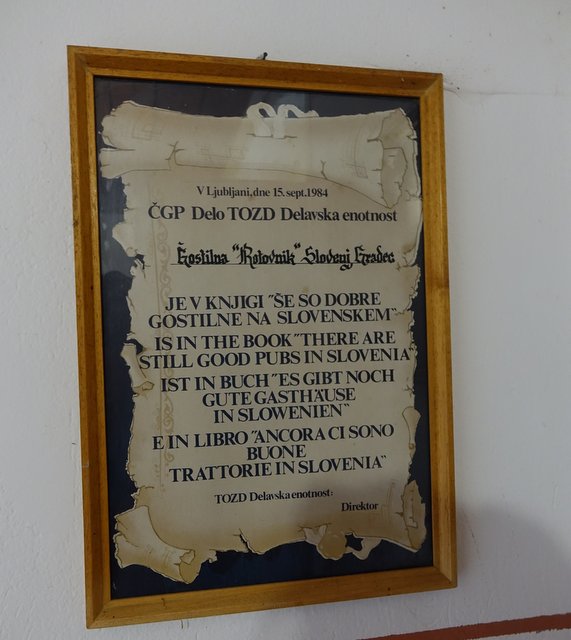 V Ljubljani, dne 15. sept. 1984
ČGP Delo TOZD Delavska enotnost
Gostilna "Rotovnik" Slovenj Gradec
JE V KNJIGI "ŠE SO DOBRE
GOSTILNE NA SLOVENSKEM"
IS IN THE BOOK "THERE ARE
STILL GOOD PUBS IN SLOVENIA"
IST IN BUCH "ES GIBT NOCH
GUTE GASTHÄUSE
IN SLOWENIEN"
E IN LIBRO "ANCORA CI SONO
BUONE
TRATTORIE IN SLOVENIA"
TOZD Delavska enotnost:
Direktor